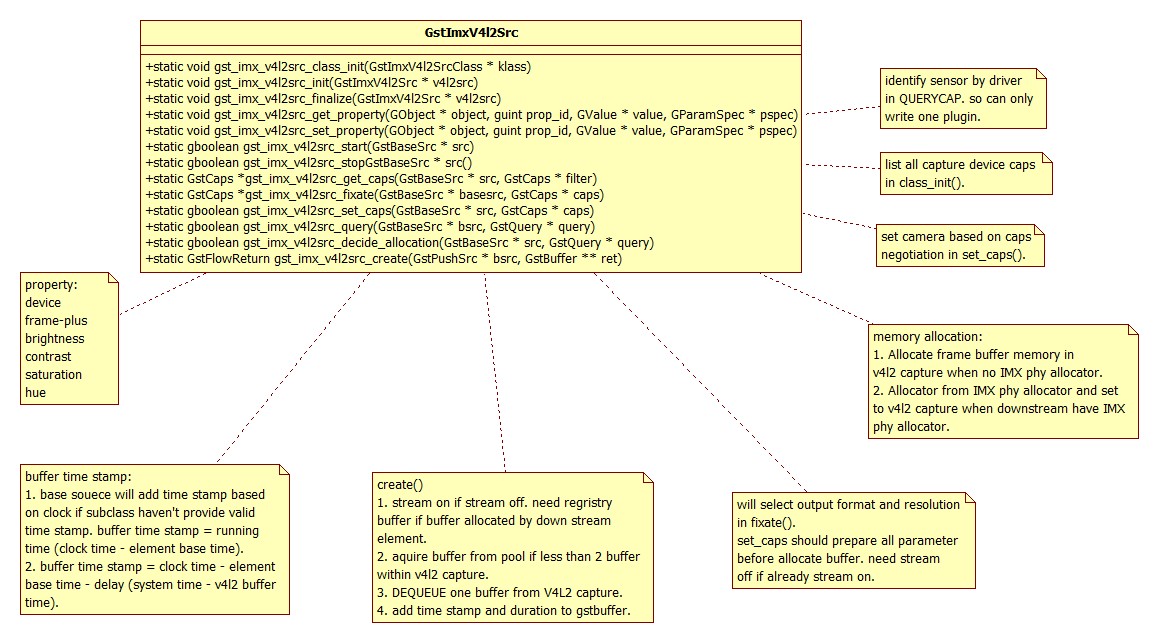 GstImxV4l2Src
+static void gst_imx_v4l2src_class_init(GstImxV4l2SrcClass * klass)
+static void gst_imx_v4l2src_init(GstImxV4l2Src * v4l2src)
+static void gst_imx_v4l2src_finalize(GstImxV4l2Src * v4l2src)
+static void gst_imx_v4l2src_get_property(GObject * object, guint prop_id, GValue * value, GParamSpec * pspec)
+static void gst_imx_v4l2src_set_property(GObject * object, guint prop_id, GValue * value, GParamSpec * pspec)
+static gboolean gst_imx_v4l2src_start(GstBaseSrc * src)
+static gboolean gst_imx_v4l2src_stopGstBaseSrc * src()
+static GstCaps *gst_imx_v4l2src_get_caps(GstBaseSrc * src, GstCaps * filter)
+static GstCaps *gst_imx_v4l2src_fixate(GstBaseSrc * basesrc, GstCaps * caps)
+static gboolean gst_imx_v4l2src_set_caps(GstBaseSrc * src, GstCaps * caps)
+static gboolean gst_imx_v4l2src_query(GstBaseSrc * bsrc, GstQuery * query)
+static gboolean gst_imx_v4l2src_decide_allocation(GstBaseSrc * src, GstQuery * query)
+static GstFlowReturn gst_imx_v4l2src_create(GstPushSrc * bsrc, GstBuffer ** ret)
identify sensor by driver
in QUERYCAP. so can only
write one plugin.
list all capture device caps
in class_init().
set camera based on caps
negotiation in set_caps().
property:
device
frame-plus
brightness
contrast
saturation
hue
memory allocation:
1. Allocate frame buffer memory in
v4l2 capture when no IMX phy allocator.
2. Allocator from IMX phy allocator and set
to v4l2 capture when downstream have IMX
phy allocator.
buffer time stamp:
1. base souece will add time stamp based
on clock if subclass haven't provide valid
time stamp. buffer time stamp = running
time (clock time - element base time).
2. buffer time stamp = clock time - element
base time - delay (system time - v4l2 buffer
time).
create()
1. stream on if stream off. need regristry
buffer if buffer allocated by down stream
element.
2. aquire buffer from pool if less than 2 buffer
within v4l2 capture.
3. DEQUEUE one buffer from V4L2 capture.
4. add time stamp and duration to gstbuffer.
will select output format and resolution
in fixate().
set_caps should prepare all parameter
before allocate buffer. need stream
off if already stream on.